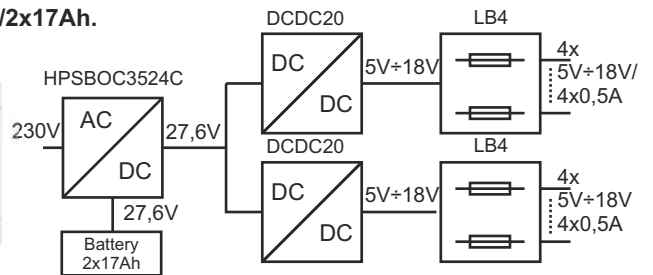 /2x17Ah.
DCDC20
LB4
HPSBOC3524C
DC
DC
5V÷18V
4x
5V÷18V/
4x0,5A
230V
AC
DC
27,6V
27,6V
Battery
2x17Ah
DCDC20
LB4
DC
DC
5V÷18V
4x
5V÷18V
4x0,5A